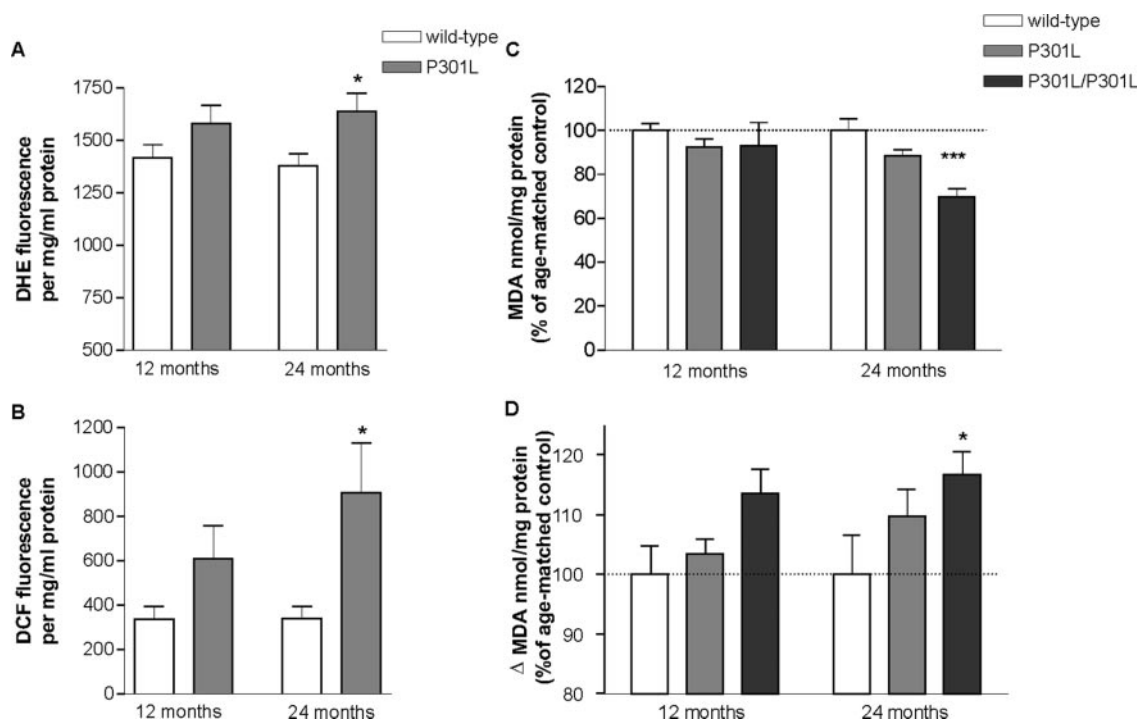 A
wild-type
P301L
DHE fluorescence
per mg/ml protein
1750
1500
1250
1000
750
500
*
12 months
24 months
B
DCF fluorescence
per mg/ml protein
1200
1000
800
600
400
200
0
*
12 months
24 months
C
wild-type
P301L
P301L/P301L
MDA nmol/mg protein
(% of age-matched control)
120
100
80
60
40
20
0
***
12 months
24 months
D
Δ MDA nmol/mg protein
(%of age-matched control)
120
110
100
90
80
*
12 months
24 months